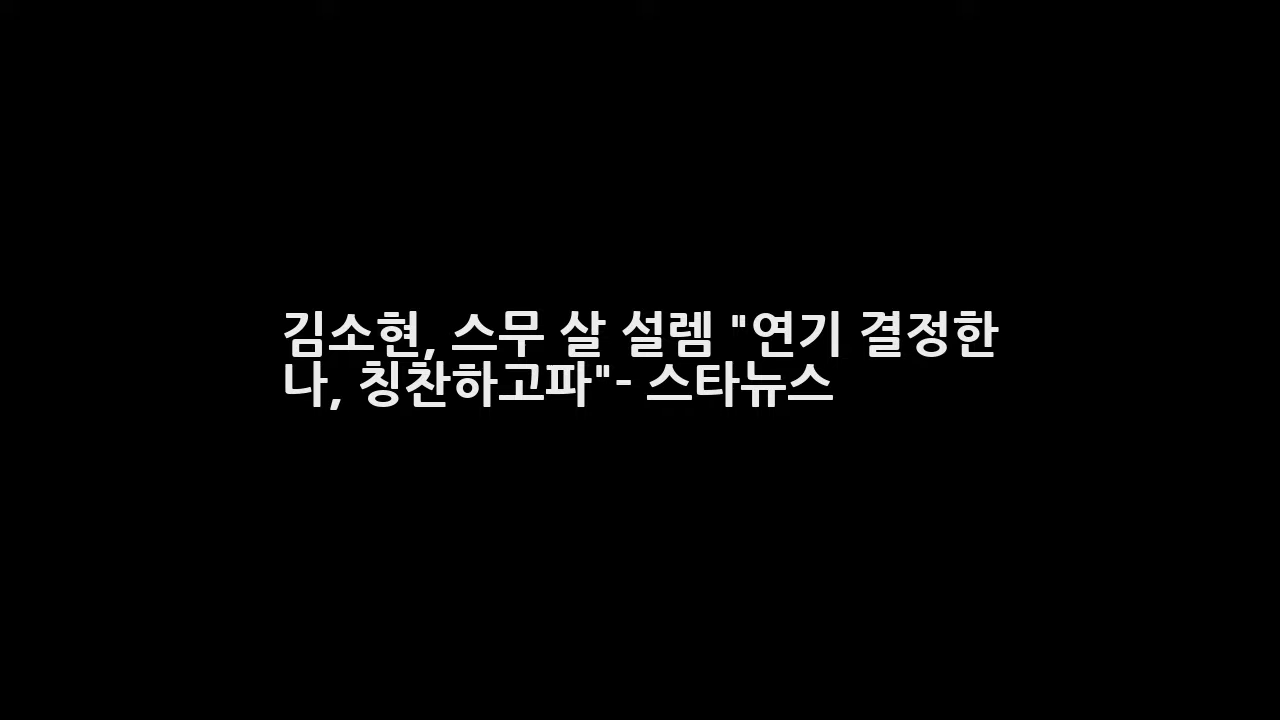 김소현, 스무 살 설렘 "연기 결정한
나, 칭찬하고파"- 스타뉴스